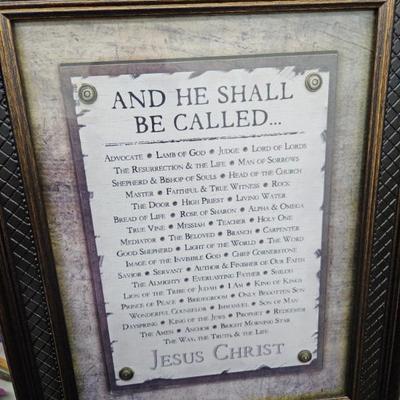 AND HE SHALL
BE CALLED...
ADVOCATE • LAMB OF GOD • JUDGE • LORD OF LORDS
THE RESURRECTION & THE LIFE • MAN OF SORROWS
SHEPHERD & BISHOP OF SOULS • HEAD OF THE CHURCH
MASTER • FAITHFUL & TRUE WITNESS • ROCK
THE DOOR • HIGH PRIEST • LIVING WATER
BREAD OF LIFE • ROSE OF SHARON • ALPHA & OMEGA
TRUE VINE • MESSIAH • TEACHER • HOLY ONE
MEDIATOR • THE BELOVED • BRANCH • CARPENTER
GOOD SHEPHERD • LIGHT OF THE WORLD • THE WORD
IMAGE OF THE INVISIBLE GOD • CHIEF CORNERSTONE
SAVIOR • SERVANT • AUTHOR & FINISHER OF OUR FAITH
THE ALMIGHTY • EVERLASTING FATHER • SHILOH
LION OF THE TRIBE OF JUDAH • I AM • KING OF KINGS
PRINCE OF PEACE • BRIDEGROOM • ONLY BEGOTTEN SON
WONDERFUL COUNSELOR • IMMANUEL • SON OF MAN
DAYSPRING • KING OF THE JEWS • PROPHET • REDEEMER
THE AMEN • ANCHOR • BRIGHT MORNING STAR
THE WAY, THE TRUTH, & THE LIFE
JESUS CHRIST